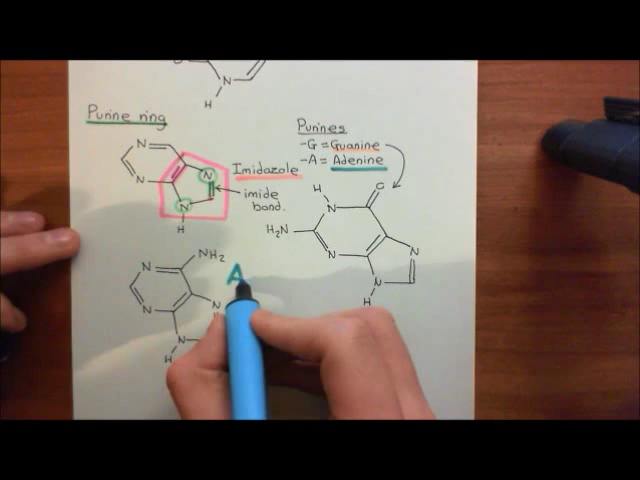 N
H
Purine ring
N
N
N
N
H
Imidazole
imide
bond.
Purines
-G = Guanine
-A = Adenine
H
N
O
H₂N
N
N
N
H
NH₂
A
N
N
N
N
H